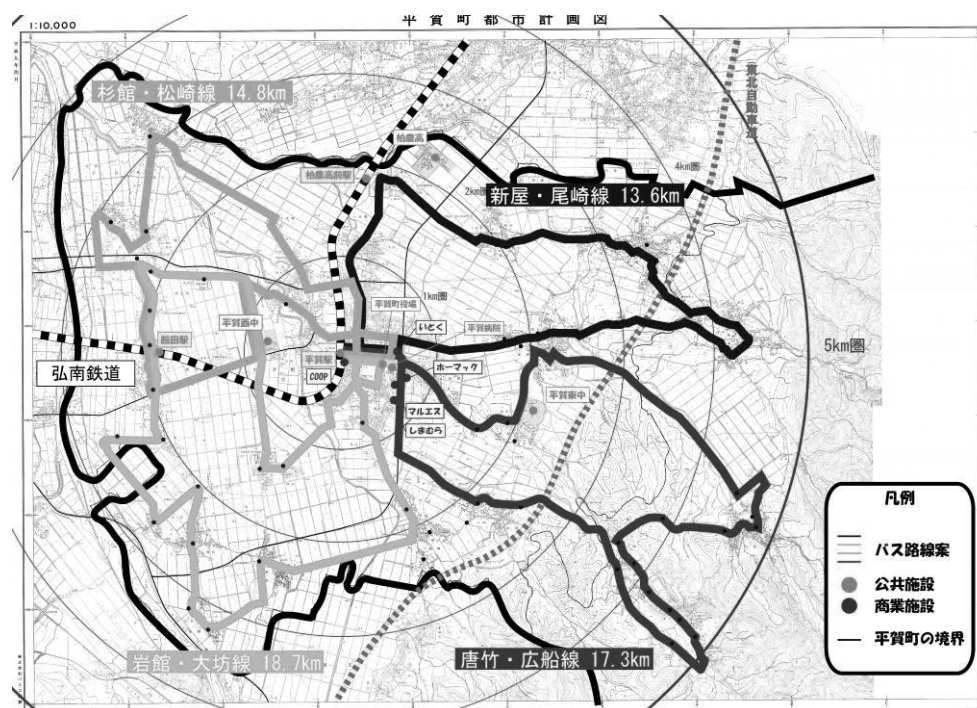 平賀町都市計画図
1:10,000
杉館・松崎線 14.8km
東北自動車道
柏農高
柏農高前駅
4km圏
2km圏
新屋・尾崎線 13.6km
1km圏
平賀町役場
いとく
平賀病院
平賀西中
館田駅
平賀駅
COOP
ホーマック
5km圏
弘南鉄道
マルエス
平賀東中
しまむら
凡例
バス路線案
公共施設
商業施設
平賀町の境界
岩館・大坊線 18.7km
唐竹・広船線 17.3km